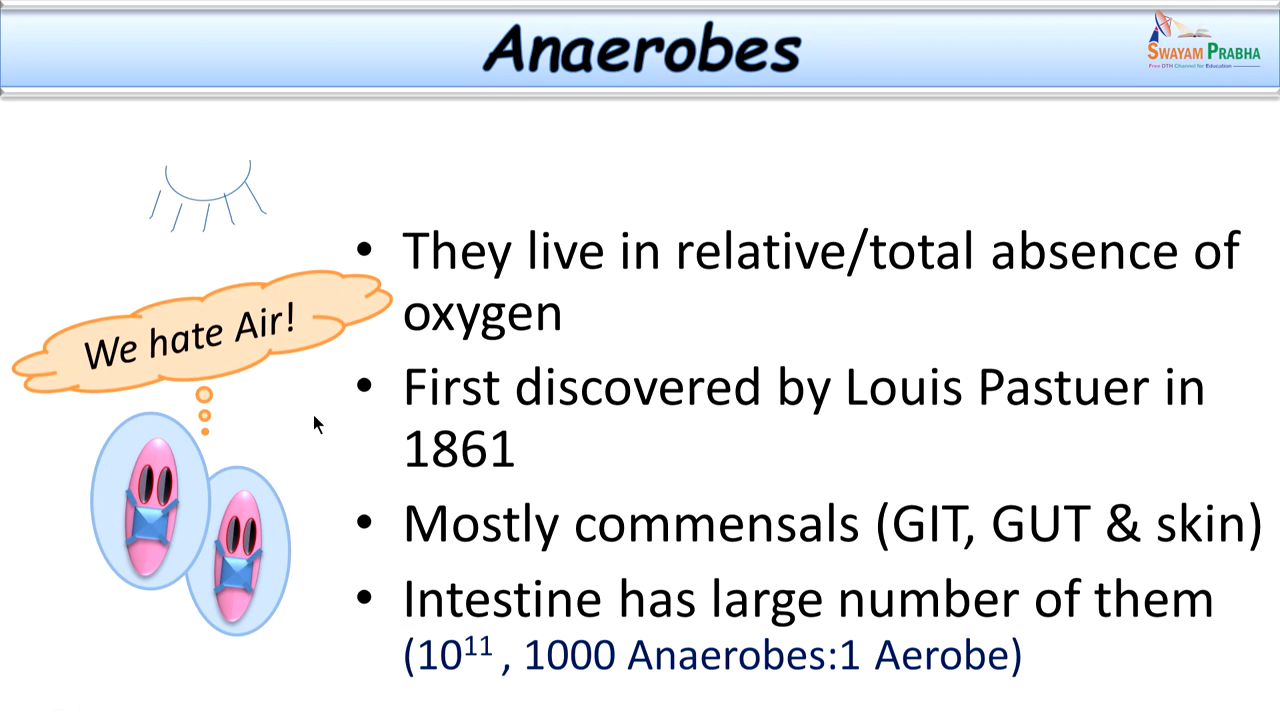 Anaerobes
SWAYAM PRABHA
Free DTH Channel for Education
We hate Air!
• They live in relative/total absence of
oxygen
• First discovered by Louis Pastuer in
1861
• Mostly commensals (GIT, GUT & skin)
• Intestine has large number of them
(10¹¹ , 1000 Anaerobes:1 Aerobe)